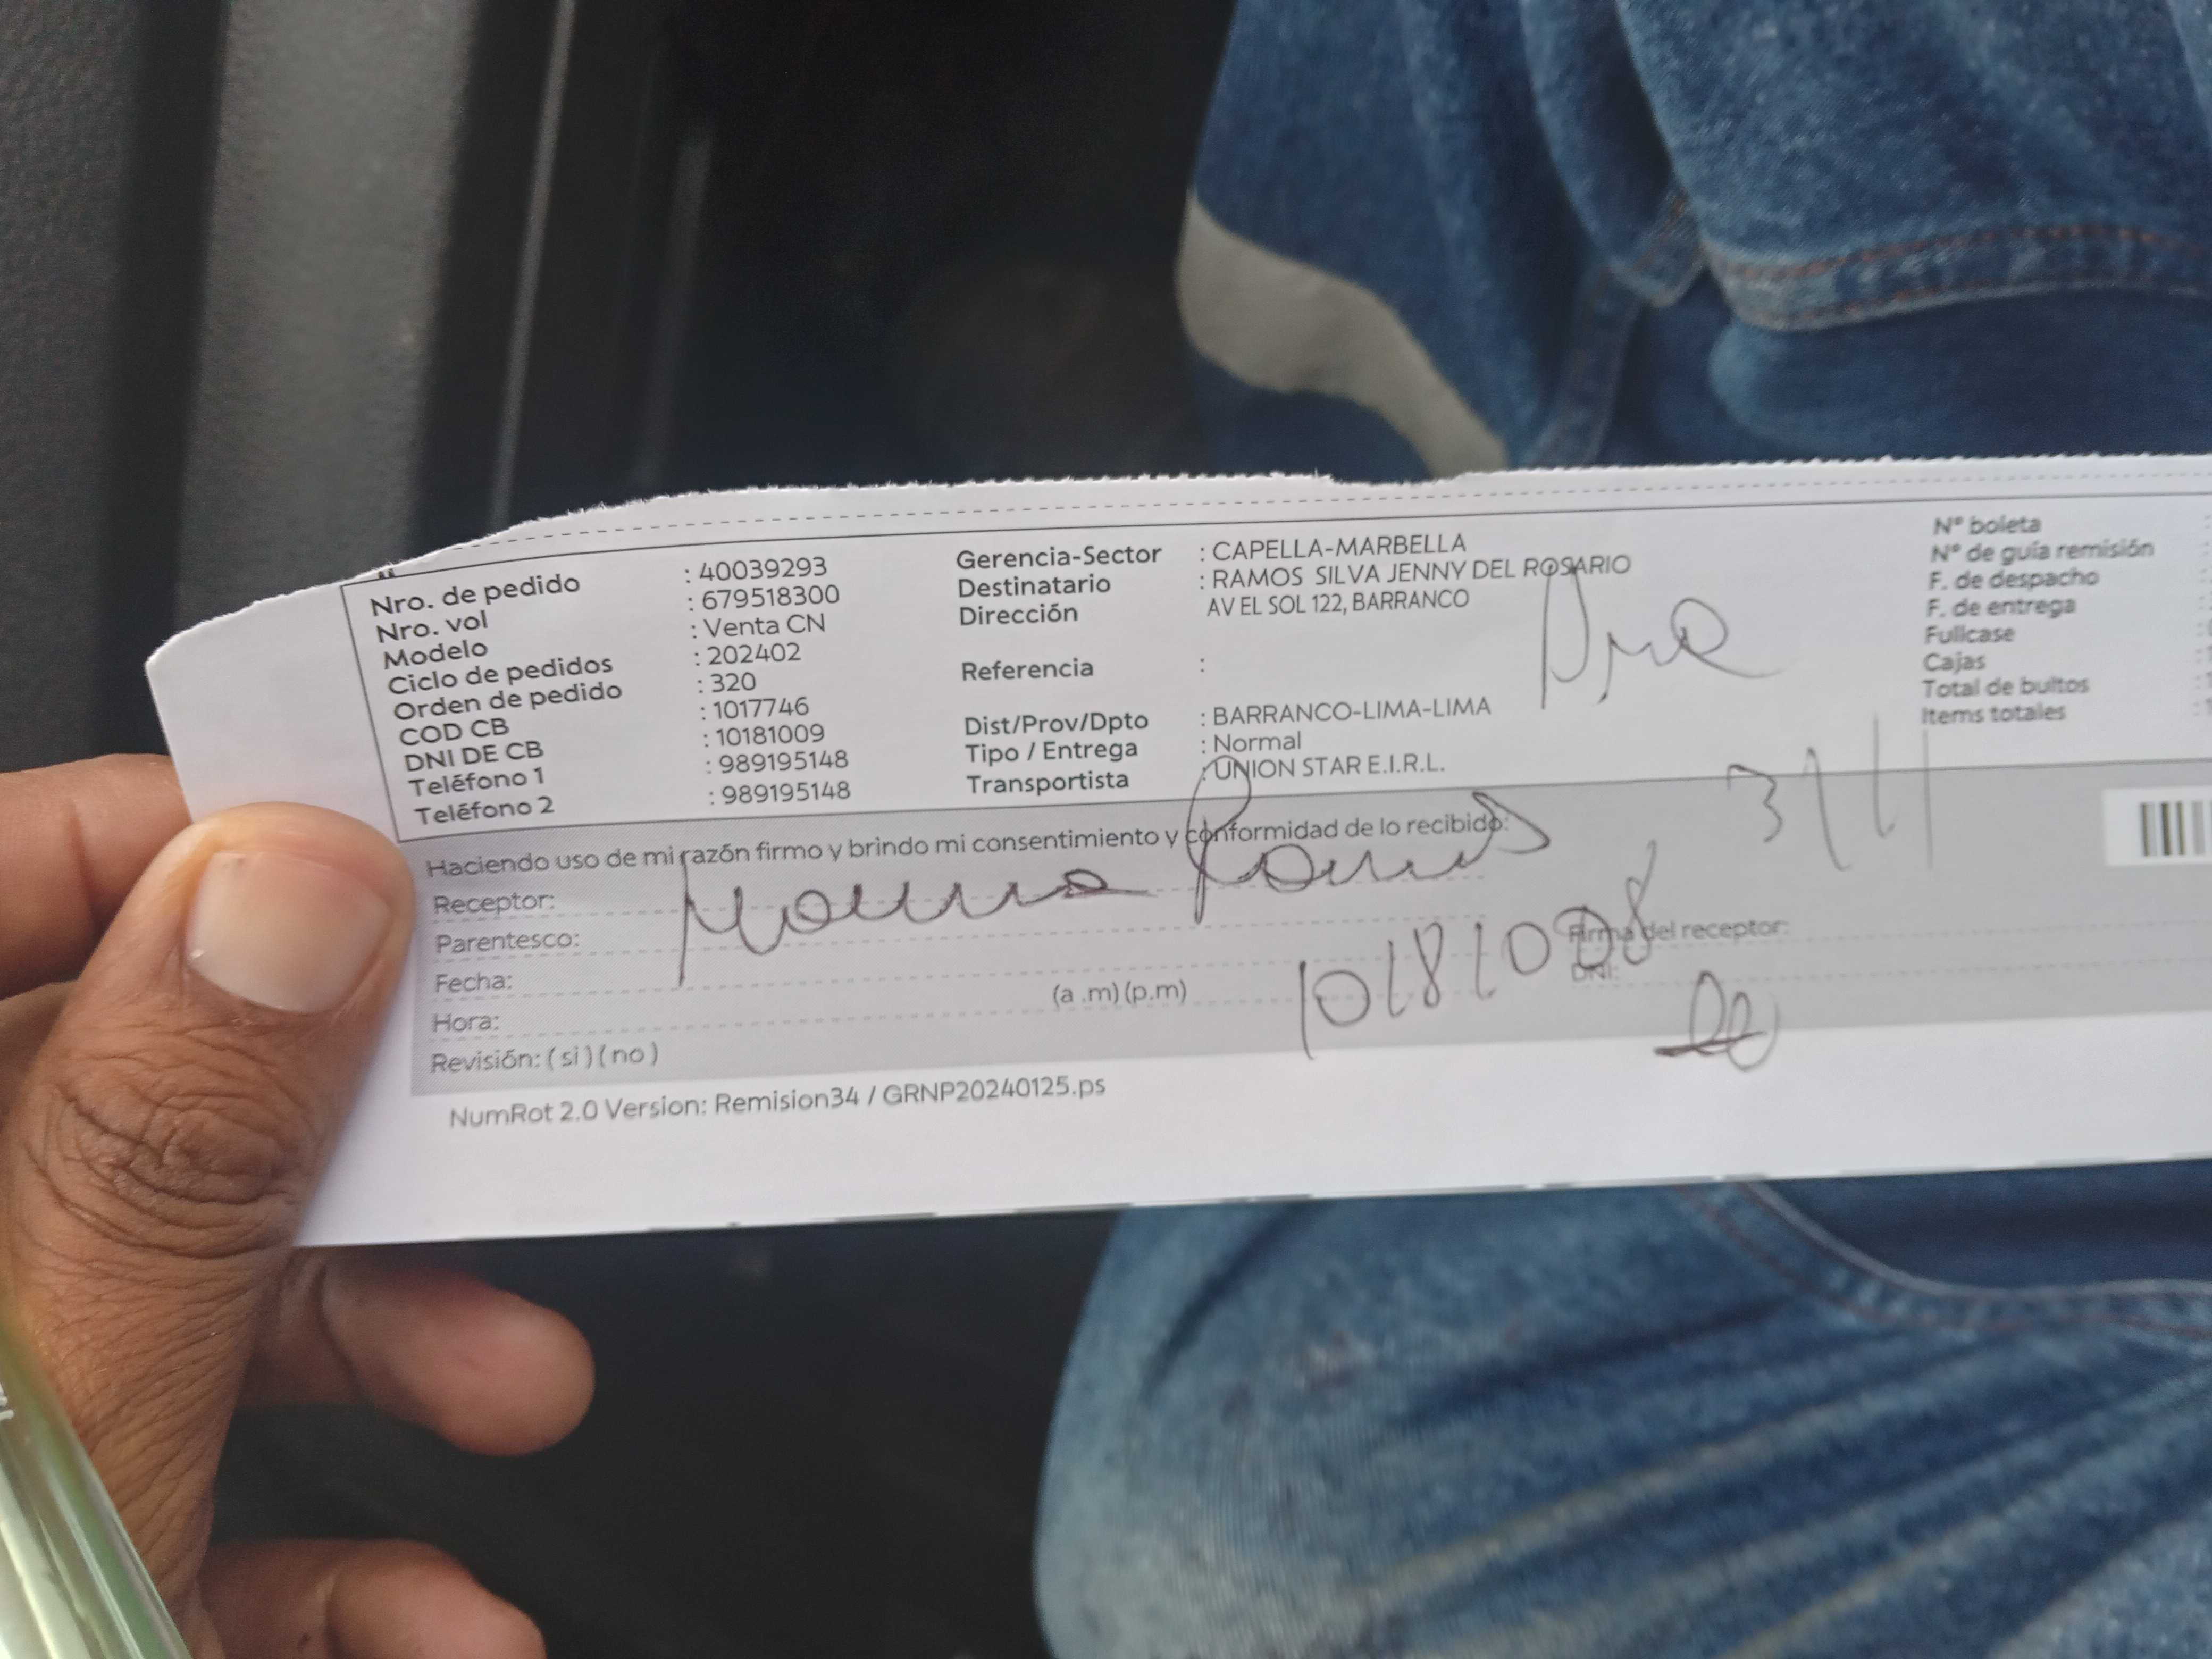 Nro. de pedido : 40039293
Nro. vol : 679518300
Modelo : Venta CN
Ciclo de pedidos : 202402
Orden de pedido : 320
COD CB : 1017746
DNI DE CB : 10181009
Teléfono 1 : 989195148
Teléfono 2 : 989195148
Gerencia-Sector : CAPELLA-MARBELLA
Destinatario : RAMOS SILVA JENNY DEL ROSARIO
Dirección AV EL SOL 122, BARRANCO
Referencia :
Dist/Prov/Dpto : BARRANCO-LIMA-LIMA
Tipo / Entrega : Normal
Transportista : UNION STAR E.I.R.L.
N° boleta
N° de guía remisión
F. de despacho
F. de entrega
Fullcase
Cajas
Total de bultos
Items totales
Haciendo uso de mi razón firmo y brindo mi consentimiento y conformidad de lo recibido:
Receptor:
Parentesco:
Fecha:
Hora: (a .m) (p.m)
Revisión: ( si ) ( no )
Ramos
Firma del receptor:
DNI:
NumRot 2.0 Version: Remision34 / GRNP20240125.ps